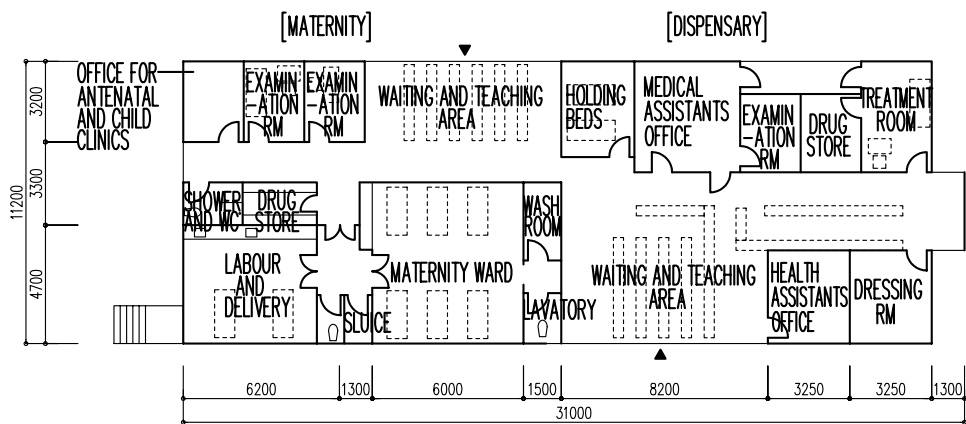 [MATERNITY]
[DISPENSARY]
OFFICE FOR
ANTENATAL
AND CHILD
CLINICS
EXAMIN
-ATION
RM
EXAMIN
-ATION
RM
WAITING AND TEACHING
AREA
HOLDING
BEDS
MEDICAL
ASSISTANTS
OFFICE
EXAMIN
-ATION
RM
DRUG
STORE
TREATMENT
ROOM
SHOWER
AND WC
DRUG
STORE
WASH
ROOM
LABOUR
AND
DELIVERY
SLUICE
MATERNITY WARD
LAVATORY
WAITING AND TEACHING
AREA
HEALTH
ASSISTANTS
OFFICE
DRESSING
RM
3200
3300
4700
11200
6200
1300
6000
1500
8200
3250
3250
1300
31000